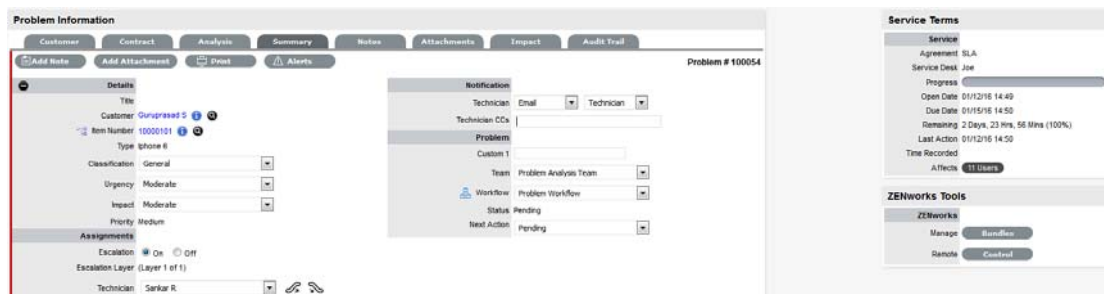 Problem Information
Customer Contract Analysis Summary Notes Attachments Impact Audit Trail
Add Note Add Attachment Print Alerts Problem # 100054
Details
Title
Customer Guruprasad S
Item Number 10000101
Type Iphone 6
Classification General
Urgency Moderate
Impact Moderate
Priority Medium
Assignments
Escalation On Off
Escalation Layer (Layer 1 of 1)
Technician Sankar R
Notification
Technician Email Technician
Technician CCs
Problem
Custom 1
Team Problem Analysis Team
Workflow Problem Workflow
Status Pending
Next Action Pending
Service Terms
Service
Agreement SLA
Service Desk Joe
Progress
Open Date 01/12/16 14:49
Due Date 01/15/16 14:50
Remaining 2 Days, 23 Hrs, 56 Mins (100%)
Last Action 01/12/16 14:50
Time Recorded
Affects 11 Users
ZENworks Tools
ZENworks
Manage Bundles
Remote Control